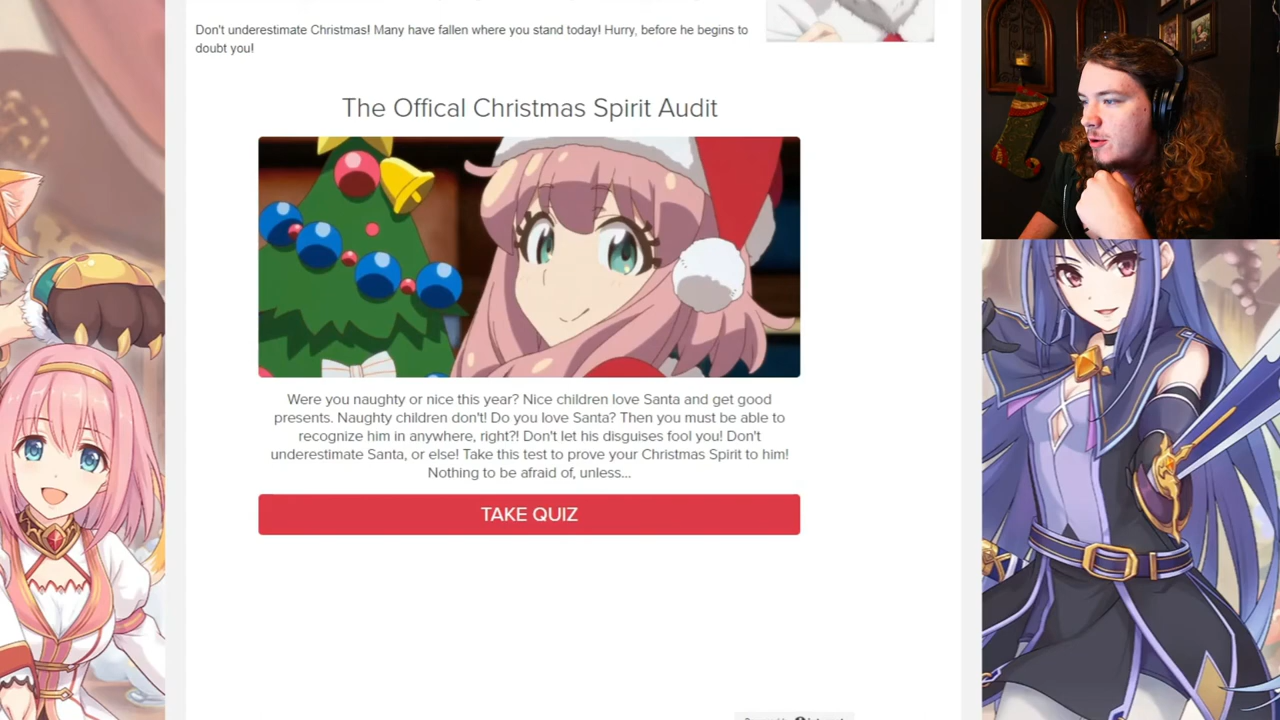 Don't underestimate Christmas! Many have fallen where you stand today! Hurry, before he begins to
doubt you!
The Offical Christmas Spirit Audit
Were you naughty or nice this year? Nice children love Santa and get good
presents. Naughty children don't! Do you love Santa? Then you must be able to
recognize him in anywhere, right?! Don't let his disguises fool you! Don't
underestimate Santa, or else! Take this test to prove your Christmas Spirit to him!
Nothing to be afraid of, unless...
TAKE QUIZ